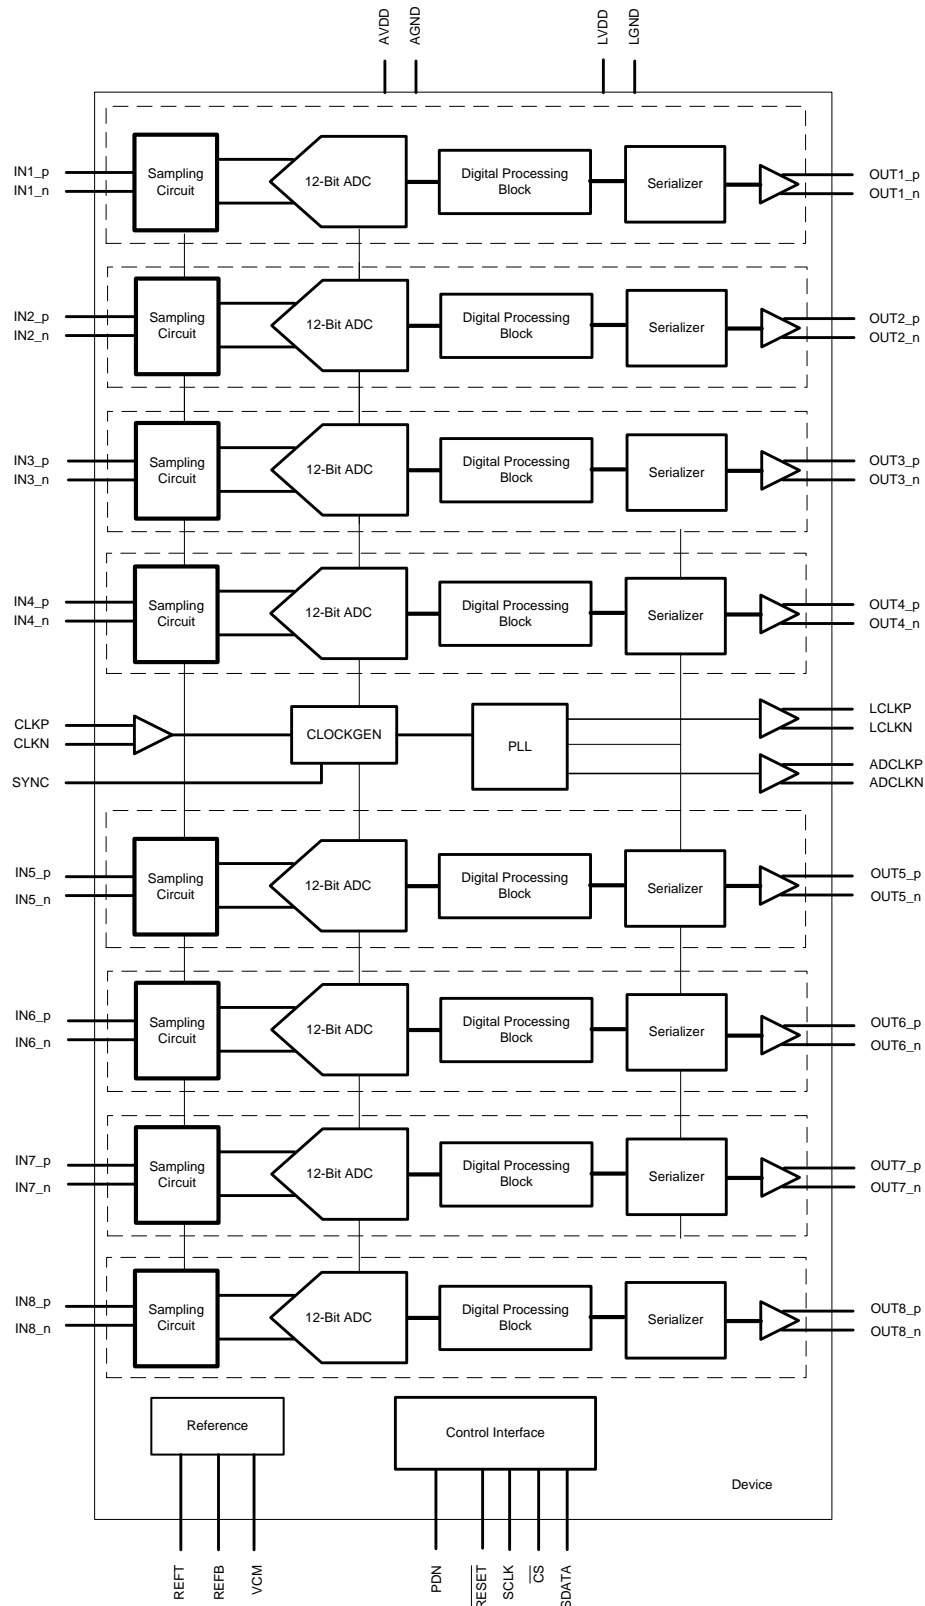 AVDD
AGND
LVDD
LGND
IN1_p
IN1_n
Sampling
Circuit
12-Bit ADC
Digital Processing
Block
Serializer
OUT1_p
OUT1_n
IN2_p
IN2_n
Sampling
Circuit
12-Bit ADC
Digital Processing
Block
Serializer
OUT2_p
OUT2_n
IN3_p
IN3_n
Sampling
Circuit
12-Bit ADC
Digital Processing
Block
Serializer
OUT3_p
OUT3_n
IN4_p
IN4_n
Sampling
Circuit
12-Bit ADC
Digital Processing
Block
Serializer
OUT4_p
OUT4_n
CLKP
CLKN
SYNC
CLOCKGEN
PLL
LCLKP
LCLKN
ADCLKP
ADCLKN
IN5_p
IN5_n
Sampling
Circuit
12-Bit ADC
Digital Processing
Block
Serializer
OUT5_p
OUT5_n
IN6_p
IN6_n
Sampling
Circuit
12-Bit ADC
Digital Processing
Block
Serializer
OUT6_p
OUT6_n
IN7_p
IN7_n
Sampling
Circuit
12-Bit ADC
Digital Processing
Block
Serializer
OUT7_p
OUT7_n
IN8_p
IN8_n
Sampling
Circuit
12-Bit ADC
Digital Processing
Block
Serializer
OUT8_p
OUT8_n
Reference
Control Interface
Device
REFT
REFB
VCM
PDN
R̅E̅S̅E̅T̅
SCLK
C̅S̅
SDATA